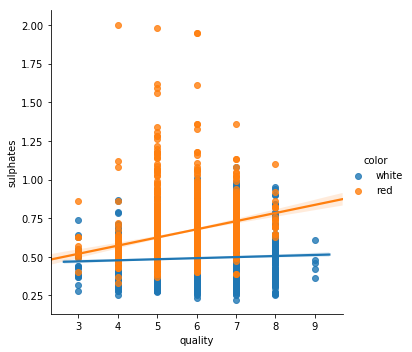 2.00
1.75
1.50
1.25
1.00
0.75
0.50
0.25
sulphates
3 4 5 6 7 8 9
quality
color
white
red